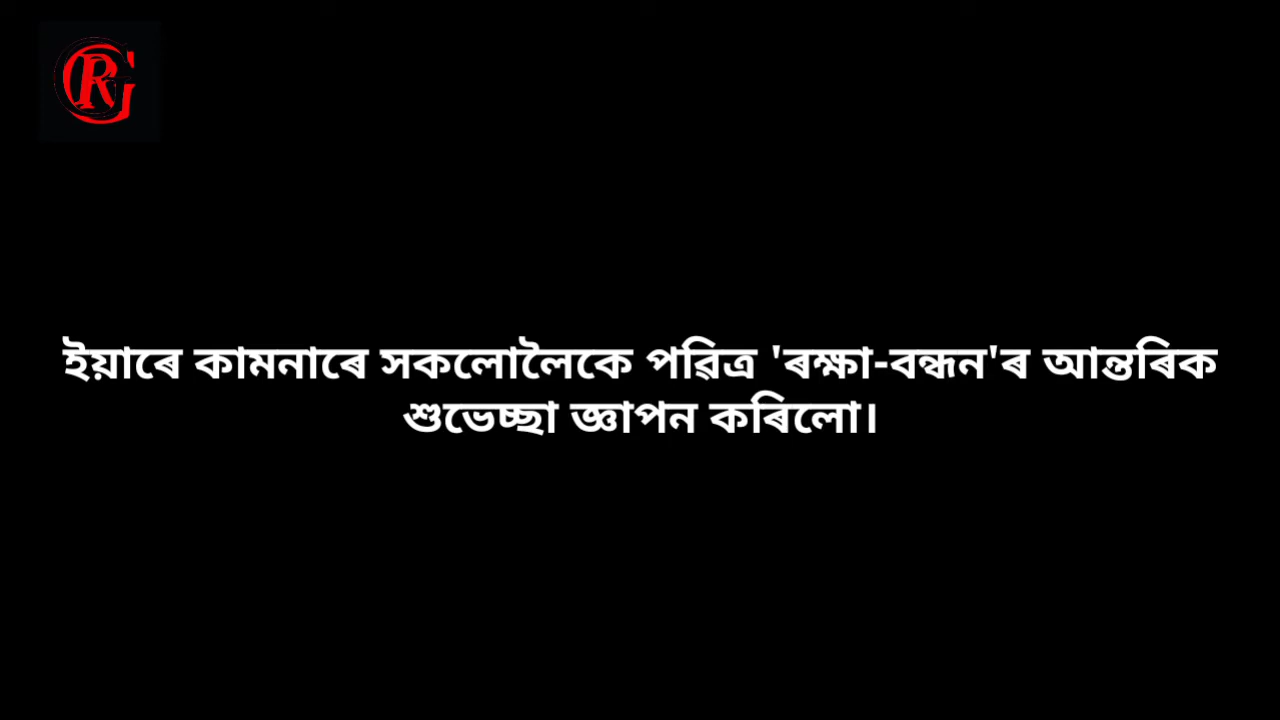 ইয়াৰে কামনাৰে সকলোলৈকে পৱিত্ৰ 'ৰক্ষা-বন্ধন'ৰ আন্তৰিক
শুভেচ্ছা জ্ঞাপন কৰিলো।